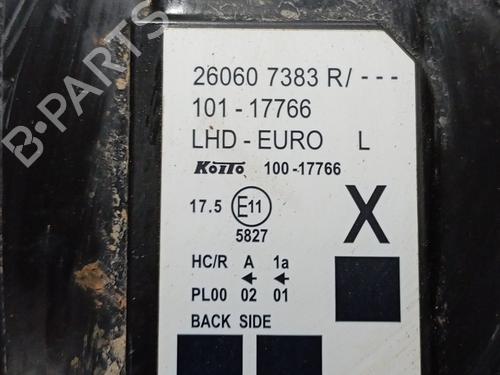 B-PARTS
26060 7383 R/ ---
101 - 17766
LHD - EURO L
KOITO 100 -17766
17.5 E11 X
5827
HC/R A 1a
← ←
PL00 02 01
BACK SIDE